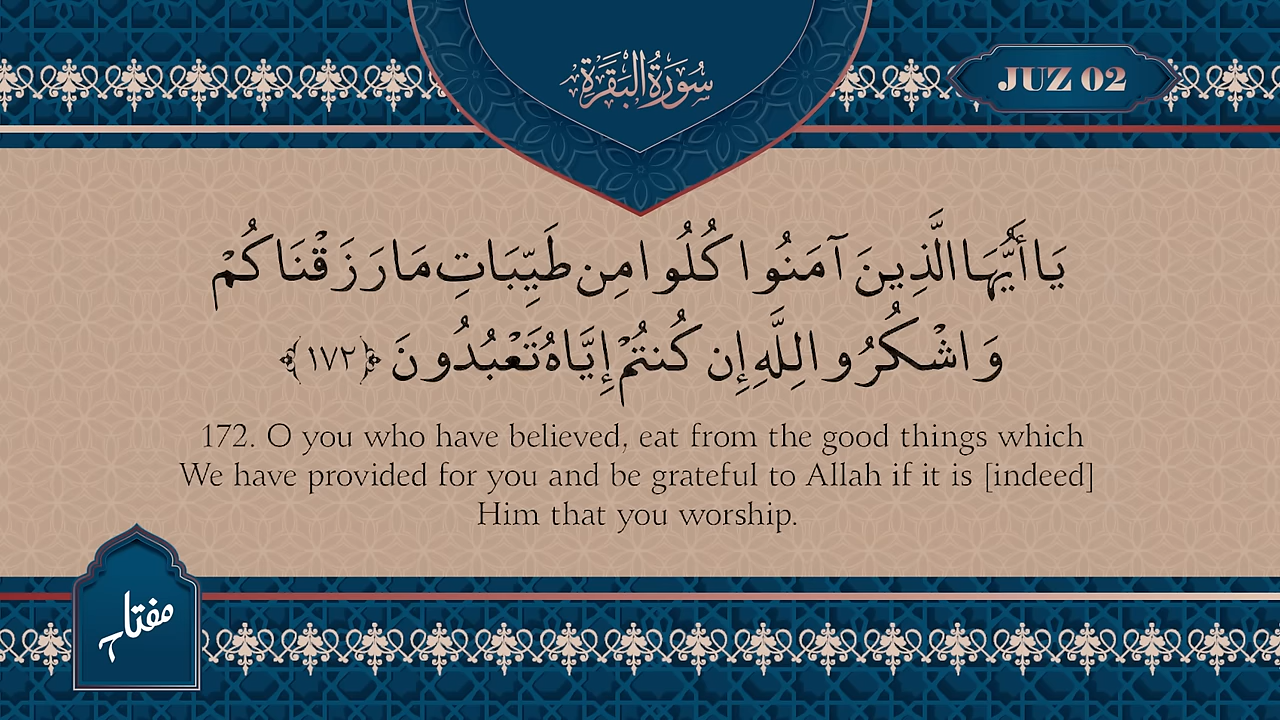 سُورَةُ البَقَرَةِ
JUZ 02
يَا أَيُّهَا الَّذِينَ آمَنُوا كُلُوا مِن طَيِّبَاتِ مَا رَزَقْنَاكُمْ
وَاشْكُرُوا لِلَّهِ إِن كُنتُمْ إِيَّاهُ تَعْبُدُونَ ﴿١٧٢﴾
172. O you who have believed, eat from the good things which
We have provided for you and be grateful to Allah if it is [indeed]
Him that you worship.
مفتاح